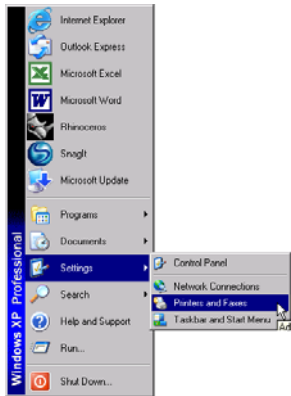 Internet Explorer
Outlook Express
Microsoft Excel
Microsoft Word
Rhinoceros
SnagIt
Microsoft Update
Programs
Documents
Settings
Search
Help and Support
Run...
Shut Down...
Windows XP Professional
Control Panel
Network Connections
Printers and Faxes
Taskbar and Start Menu
Ad